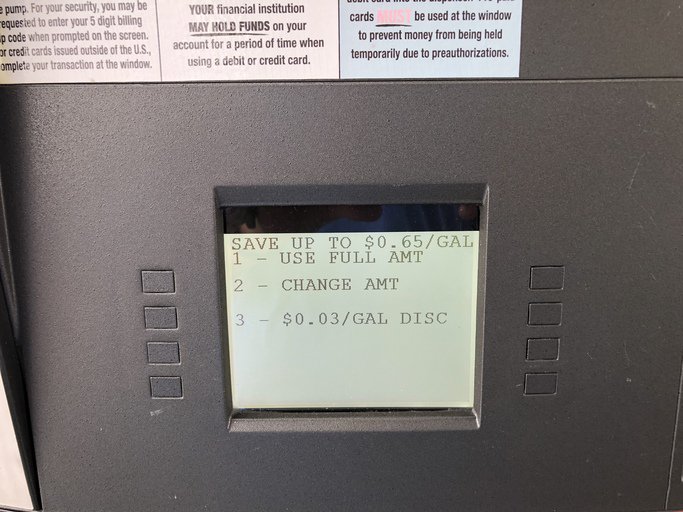 pump. For your security, you may be
requested to enter your 5 digit billing
code when prompted on the screen.
or credit cards issued outside of the U.S.,
your transaction at the window.
YOUR financial institution
MAY HOLD FUNDS on your
account for a period of time when
using a debit or credit card.
cards MUST be used at the window
to prevent money from being held
temporarily due to preauthorizations.
SAVE UP TO $0.65/GAL
1 - USE FULL AMT
2 - CHANGE AMT
3 - $0.03/GAL DISC